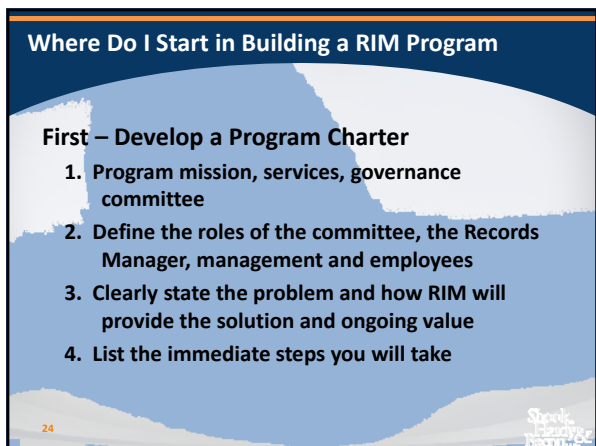 Where Do I Start in Building a RIM Program
First – Develop a Program Charter
1. Program mission, services, governance
committee
2. Define the roles of the committee, the Records
Manager, management and employees
3. Clearly state the problem and how RIM will
provide the solution and ongoing value
4. List the immediate steps you will take
24
Shook,
Hardy &